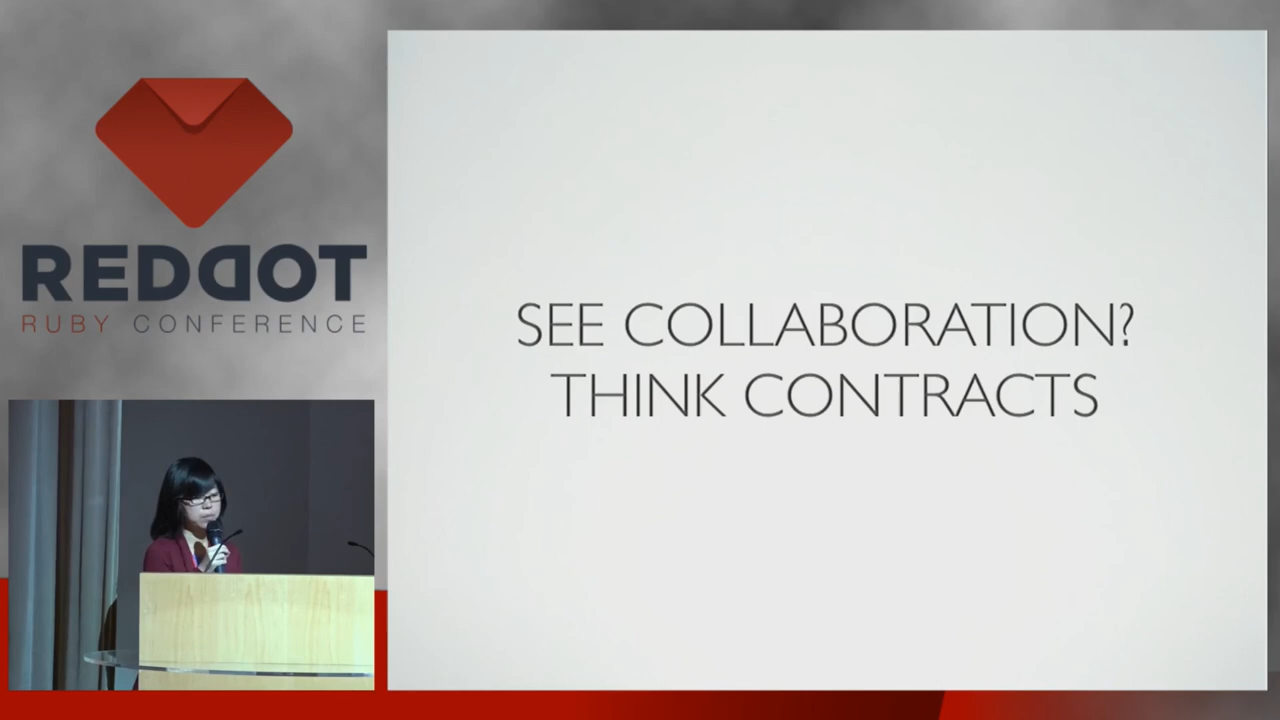 REDDOT
RUBY CONFERENCE
SEE COLLABORATION?
THINK CONTRACTS